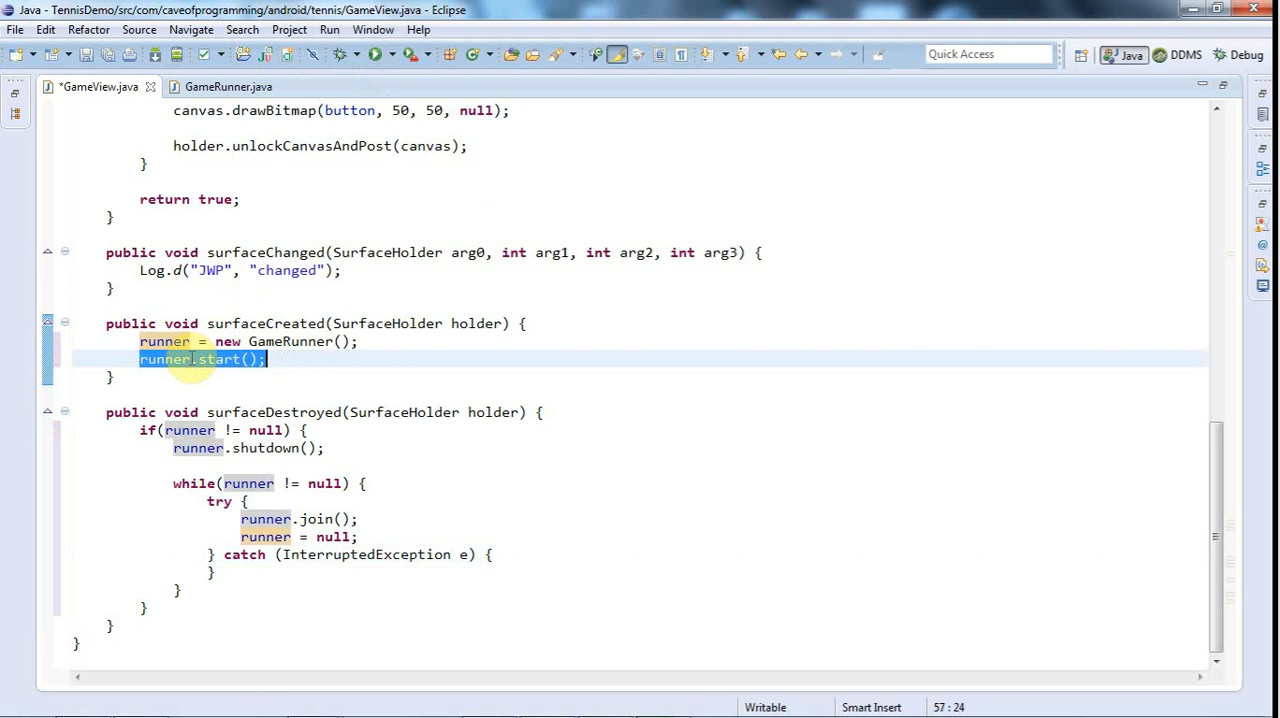 Java - TennisDemo/src/com/caveofprogramming/android/tennis/GameView.java - Eclipse
File Edit Refactor Source Navigate Search Project Run Window Help
Quick Access
Java DDMS Debug
*GameView.java GameRunner.java
canvas.drawBitmap(button, 50, 50, null);
holder.unlockCanvasAndPost(canvas);
}
return true;
}
public void surfaceChanged(SurfaceHolder arg0, int arg1, int arg2, int arg3) {
Log.d("JWP", "changed");
}
public void surfaceCreated(SurfaceHolder holder) {
runner = new GameRunner();
runner.start();
}
public void surfaceDestroyed(SurfaceHolder holder) {
if(runner != null) {
runner.shutdown();
while(runner != null) {
try {
runner.join();
runner = null;
} catch (InterruptedException e) {
}
}
}
}
}
Writable Smart Insert 57 : 24